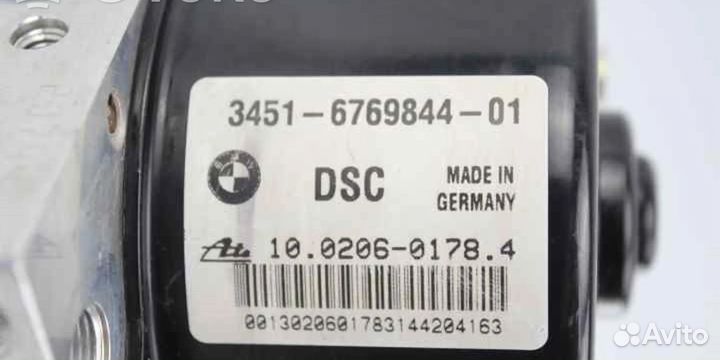 3451-6769844-01
DSC
MADE IN
GERMANY
Ate 10.0206-0178.4
0013020601783144204163
Avito